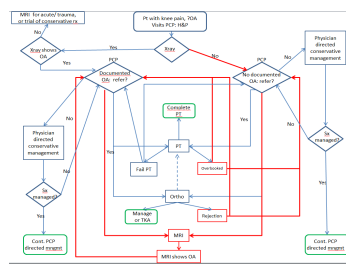 MRI: for acute/ trauma,
or trial of conservative rx
Pt with knee pain, ?OA
Visits PCP: H&P
No
Yes
Xray shows
OA
Xray
No
PCP
PCP
Physician
directed
conservative
management
Yes
Documented
OA: refer?
No documented
OA: refer?
Yes
No
Complete
PT
Physician
directed
conservative
management
No
PT
Yes
Yes
Fail PT
Overbooked
No
Sx
managed?
Sx
managed?
Ortho
Manage
or TKA
Rejection
Yes
Yes
MRI
Cont. PCP
directed mngmt
MRI shows OA
Cont. PCP
directed mngmt